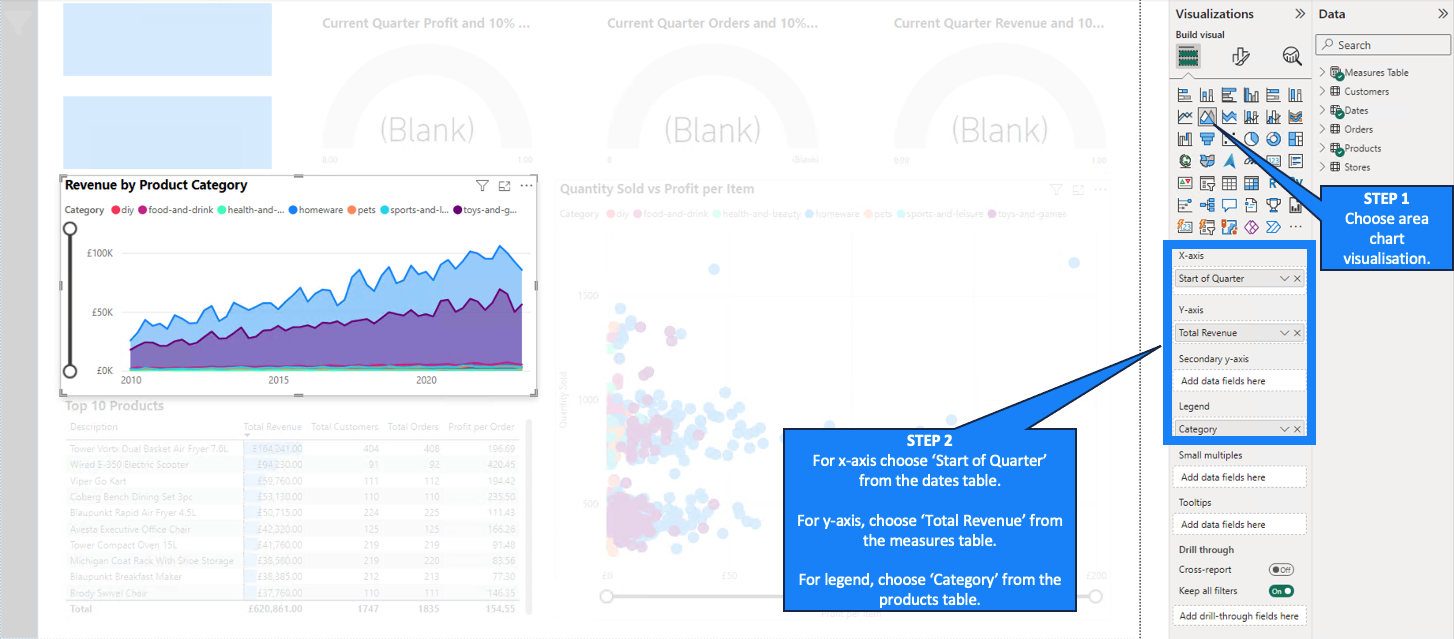 Current Quarter Profit and 10% ...
Current Quarter Orders and 10%...
Current Quarter Revenue and 10...
(Blank)
0.00
1.00
(Blank)
0
(Blank)
0.00
1.00
Revenue by Product Category
Category diy food-and-drink health-and-... homeware pets sports-and-l... toys-and-g...
£100K
£50K
£0K
2010
2015
2020
Quantity Sold vs Profit per Item
Category diy food-and-drink health-and-beauty homeware pets sports-and-leisure toys-and-games
Quantity Sold
1500
1000
500
£0
£50
£200
Profit per Item
Top 10 Products
Description Total Revenue Total Customers Total Orders Profit per Order
Tower Vortx Dual Basket Air Fryer 7.6L £164,241.00 404 408 196.69
Wired E-350 Electric Scooter £94,230.00 91 92 420.45
Viper Go Kart £59,760.00 111 112 194.42
Coberg Bench Dining Set 3pc £53,130.00 110 110 235.50
Blaupunkt Rapid Air Fryer 4.5L £50,715.00 224 225 111.43
Avesta Executive Office Chair £42,320.00 125 125 166.26
Tower Compact Oven 15L £41,760.00 219 219 91.48
Michigan Coat Rack With Shoe Storage £38,560.00 219 220 83.56
Blaupunkt Breakfast Maker £38,385.00 212 213 77.30
Brody Swivel Chair £37,760.00 110 111 146.35
Total £620,861.00 1747 1835 154.55
Visualizations
Build visual
X-axis
Start of Quarter
Y-axis
Total Revenue
Secondary y-axis
Add data fields here
Legend
Category
Small multiples
Add data fields here
Tooltips
Add data fields here
Drill through
Cross-report Off
Keep all filters On
Add drill-through fields here
Data
Search
Measures Table
Customers
Dates
Orders
Products
Stores
STEP 1
Choose area
chart
visualisation.
STEP 2
For x-axis choose ‘Start of Quarter’
from the dates table.
For y-axis, choose ‘Total Revenue’ from
the measures table.
For legend, choose ‘Category’ from the
products table.